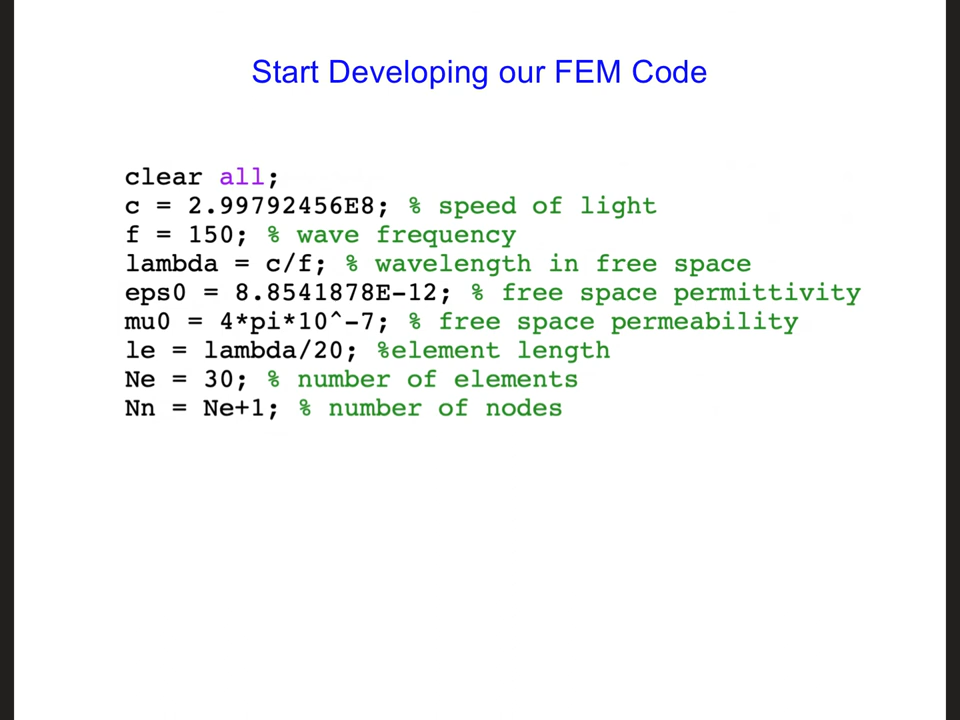 Start Developing our FEM Code
clear all;
c = 2.99792456E8; % speed of light
f = 150; % wave frequency
lambda = c/f; % wavelength in free space
eps0 = 8.8541878E-12; % free space permittivity
mu0 = 4*pi*10^-7; % free space permeability
le = lambda/20; %element length
Ne = 30; % number of elements
Nn = Ne+1; % number of nodes